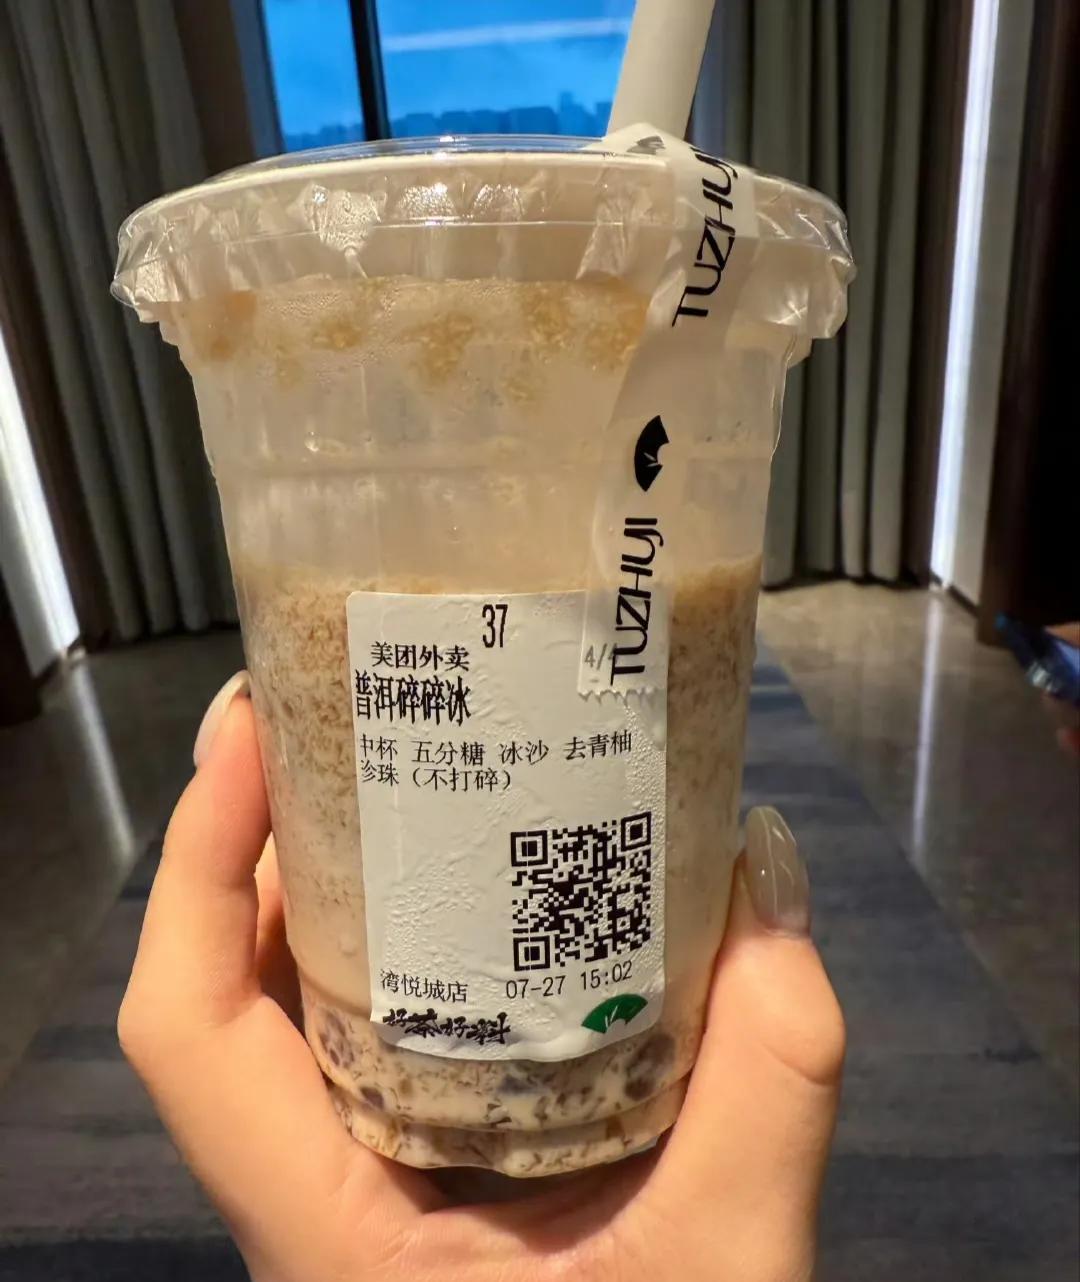 TUZHUJI
TUZHUJI
37
美团外卖
4/
普洱碎碎冰
中杯 五分糖 冰沙 去青柚
珍珠（不打碎）
湾悦城店
07-27 15:02
好茶好料